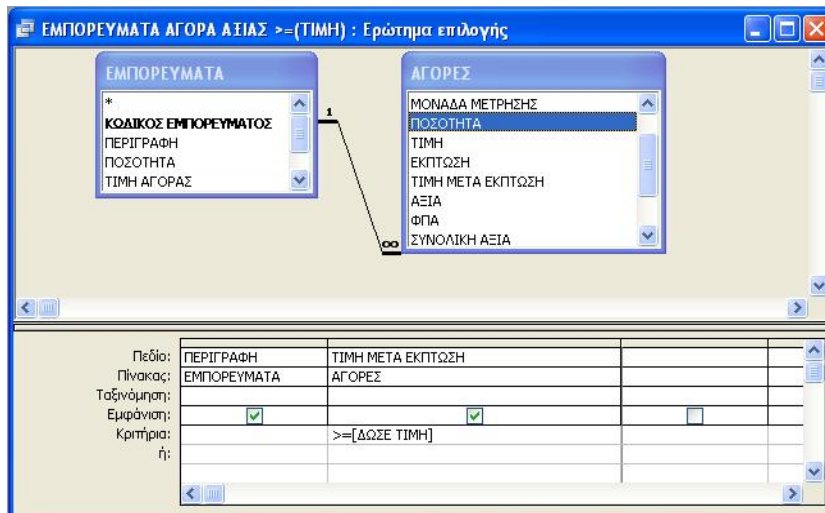 ΕΜΠΟΡΕΥΜΑΤΑ ΑΓΟΡΑ ΑΞΙΑΣ >=(ΤΙΜΗ) : Ερώτημα επιλογής
ΕΜΠΟΡΕΥΜΑΤΑ
*
ΚΩΔΙΚΟΣ ΕΜΠΟΡΕΥΜΑΤΟΣ
ΠΕΡΙΓΡΑΦΗ
ΠΟΣΟΤΗΤΑ
ΤΙΜΗ ΑΓΟΡΑΣ
1
∞
ΑΓΟΡΕΣ
ΜΟΝΑΔΑ ΜΕΤΡΗΣΗΣ
ΠΟΣΟΤΗΤΑ
ΤΙΜΗ
ΕΚΠΤΩΣΗ
ΤΙΜΗ ΜΕΤΑ ΕΚΠΤΩΣΗ
ΑΞΙΑ
ΦΠΑ
ΣΥΝΟΛΙΚΗ ΑΞΙΑ
Πεδίο: ΠΕΡΙΓΡΑΦΗ ΤΙΜΗ ΜΕΤΑ ΕΚΠΤΩΣΗ
Πίνακας: ΕΜΠΟΡΕΥΜΑΤΑ ΑΓΟΡΕΣ
Ταξινόμηση:
Εμφάνιση:
Κριτήρια: >=[ΔΩΣΕ ΤΙΜΗ]
ή: